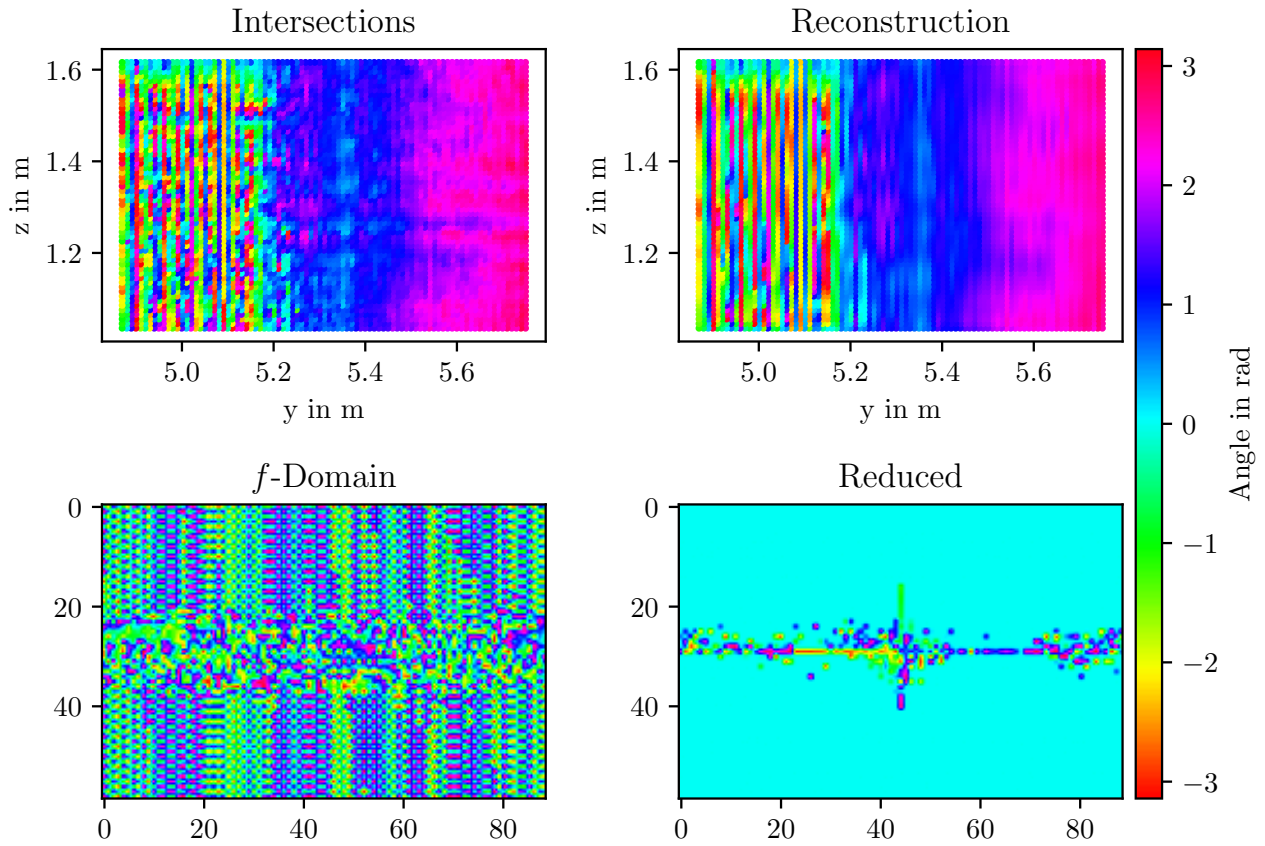 Intersections
1.6
1.4
1.2
z in m
5.0 5.2 5.4 5.6
y in m
Reconstruction
1.6
1.4
1.2
z in m
5.0 5.2 5.4 5.6
y in m
f-Domain
0
20
40
0 20 40 60 80
Reduced
0
20
40
0 20 40 60 80
3
2
1
0
−1
−2
−3
Angle in rad